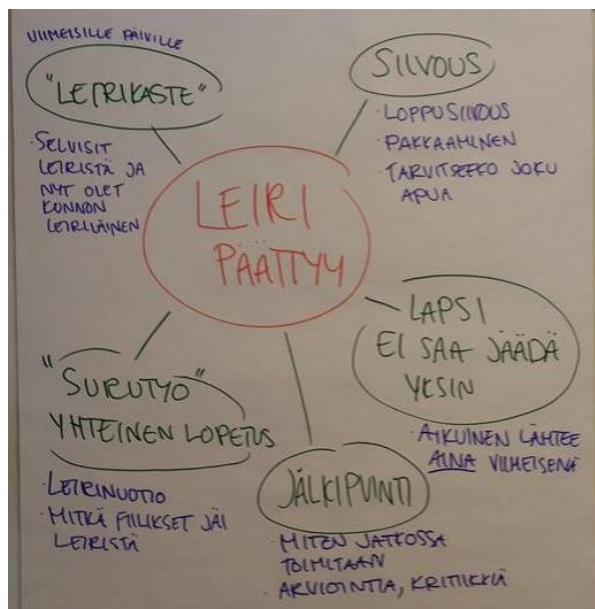 VIIMEISILLE PÄIVILLE
"LEIRIKASTE"
· SELVISIT
LEIRISTÄ JA
NYT OLET
KUNNON
LEIRILÄINEN
SIIVOUS
· LOPPUSIIVOUS
· PAKKAAMINEN
· TARVITSEEKO JOKU
APUA
LEIRI
PÄÄTTYY
LAPSI
EI SAA JÄÄDÄ
YKSIN
· AIKUINEN LÄHTEE
AINA VIIMEISENÄ
"SURUTYÖ"
YHTEINEN LOPETUS
· LEIRINUOTIO
· MITKÄ FIILIKSET JÄI
LEIRISTÄ
JÄLKIPUINTI
· MITEN JATKOSSA
TOIMITAAN
ARVIOINTIA, KRITIIKKIÄ